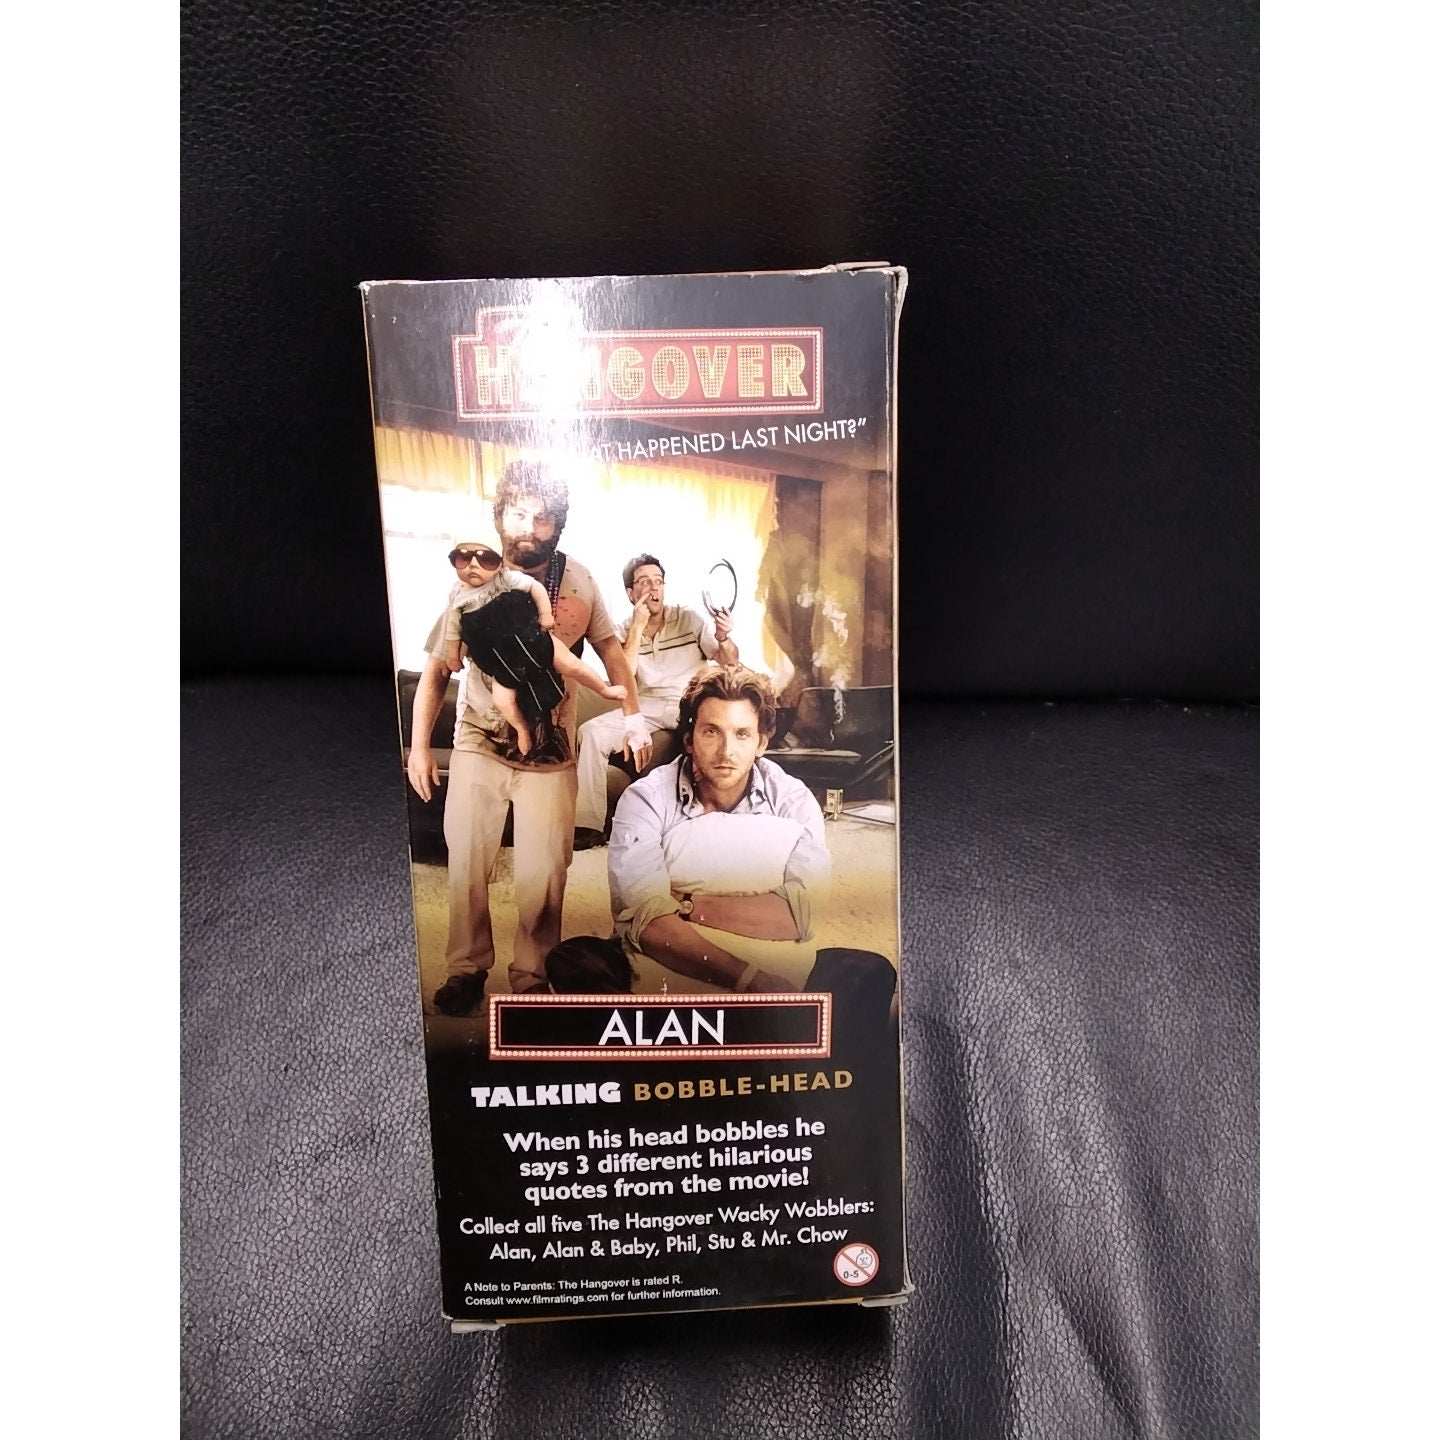 HANGOVER
HAPPENED LAST NIGHT?"
ALAN
TALKING BOBBLE-HEAD
When his head bobbles he
says 3 different hilarious
quotes from the movie!
Collect all five The Hangover Wacky Wobblers:
Alan, Alan & Baby, Phil, Stu & Mr. Chow
0-5
A Note to Parents: The Hangover is rated R.
Consult www.filmratings.com for further information.